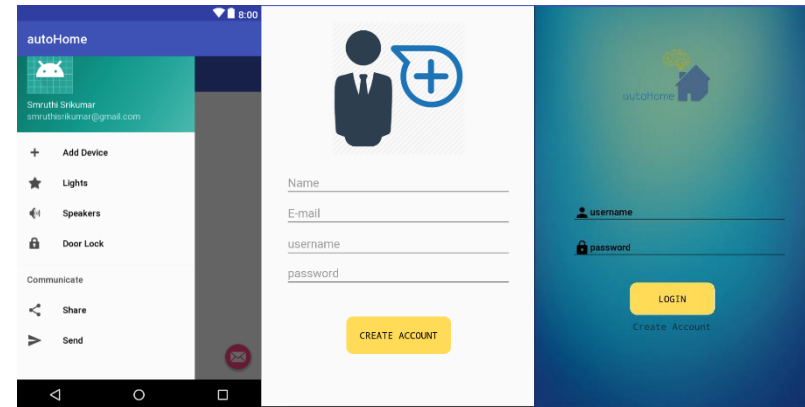 8:00
autoHome
Smruthi Srikumar
smruthisrikumar@gmail.com
Add Device
Lights
Speakers
Door Lock
Communicate
Share
Send
Name
E-mail
username
password
CREATE ACCOUNT
autoHome
username
password
LOGIN
Create Account